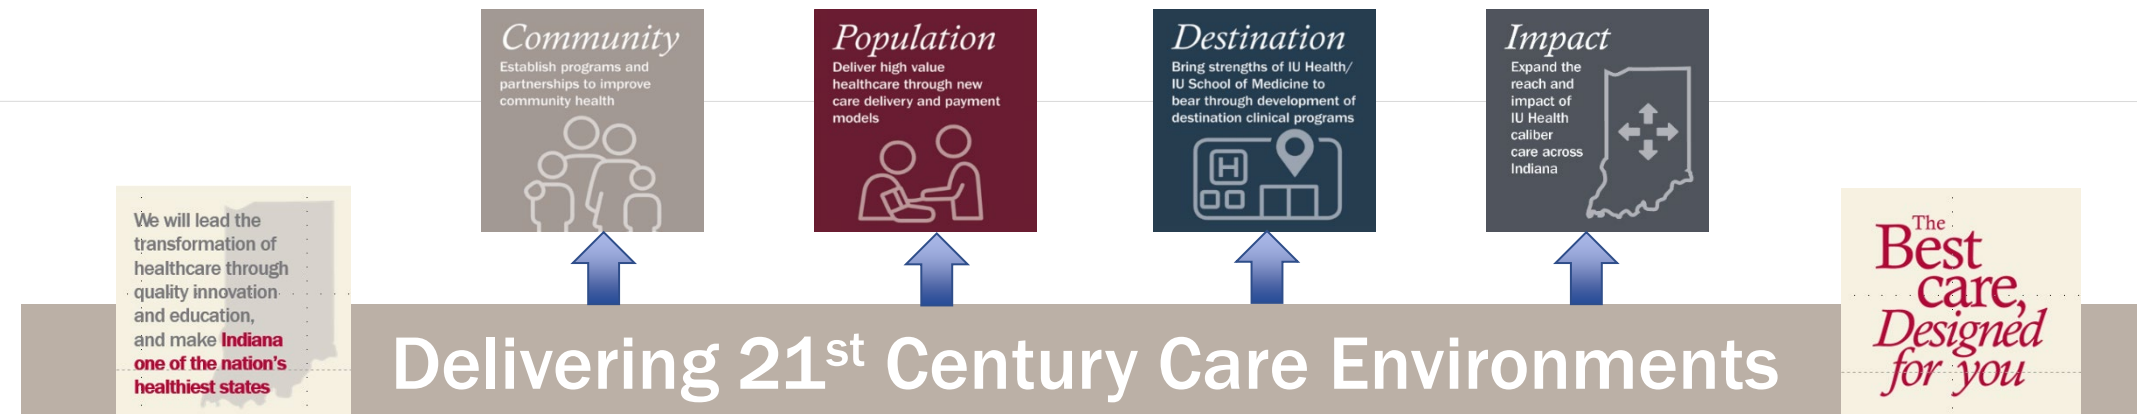 Community
Establish programs and
partnerships to improve
community health
Population
Deliver high value
healthcare through new
care delivery and payment
models
Destination
Bring strengths of IU Health/
IU School of Medicine to
bear through development of
destination clinical programs
H
Impact
Expand the
reach and
impact of
IU Health
caliber
care across
Indiana
We will lead the
transformation of
healthcare through
quality innovation
and education,
and make Indiana
one of the nation's
healthiest states
Delivering 21st Century Care Environments
The
Best
care,
Designed
for you